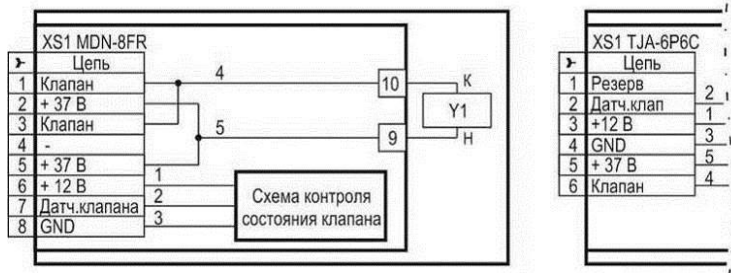 XS1 MDN-8FR
Цепь
1 Клапан
2 + 37 В
3 Клапан
4 -
5 + 37 В
6 + 12 В
7 Датч.клапана
8 GND
4
5
1
2
3
10
9
К
Y1
Н
Схема контроля
состояния клапана
XS1 TJA-6P6C
Цепь
1 Резерв
2 Датч.клап 2
3 +12 В 1
4 GND 3
5 + 37 В 5
6 Клапан 4